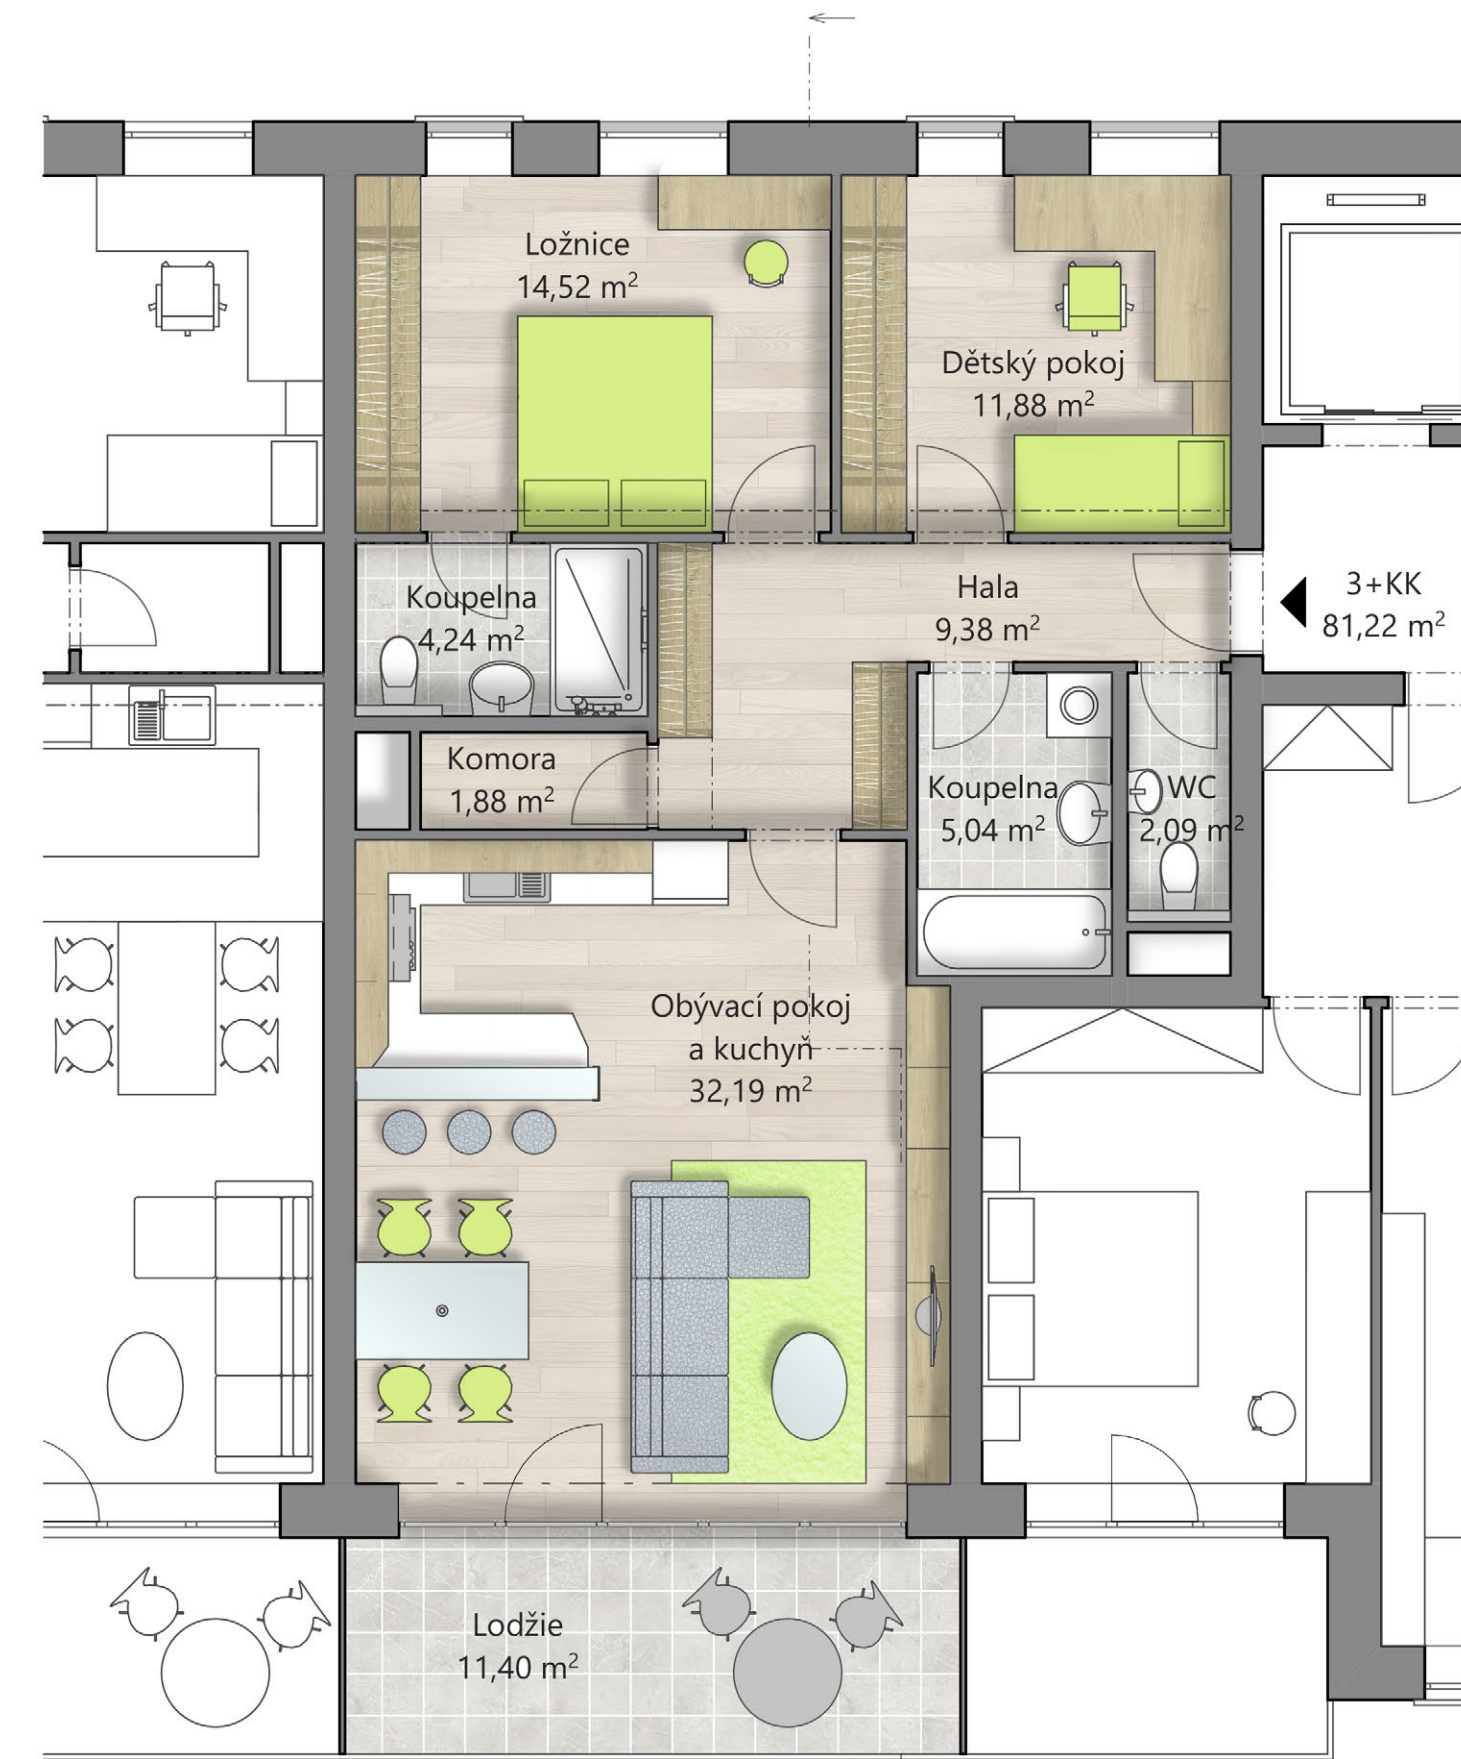 Ložnice
14,52 m²
Dětský pokoj
11,88 m²
Koupelna
4,24 m²
Hala
9,38 m²
3+KK
81,22 m²
Komora
1,88 m²
Koupelna
5,04 m²
WC
2,09 m²
Obývací pokoj
a kuchyň
32,19 m²
Lodžie
11,40 m²